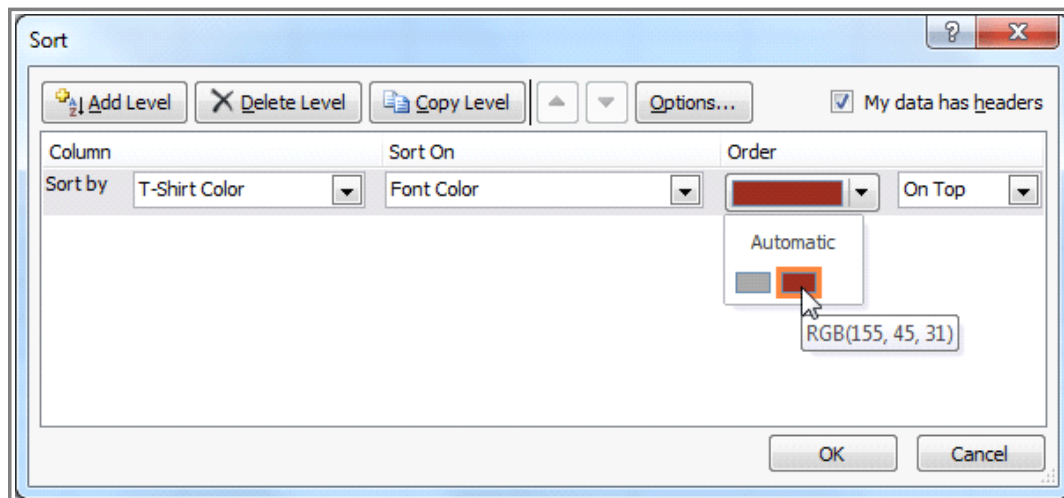 Sort
Add Level Delete Level Copy Level Options... My data has headers
Column Sort On Order
Sort by T-Shirt Color Font Color On Top
Automatic
RGB(155, 45, 31)
OK Cancel